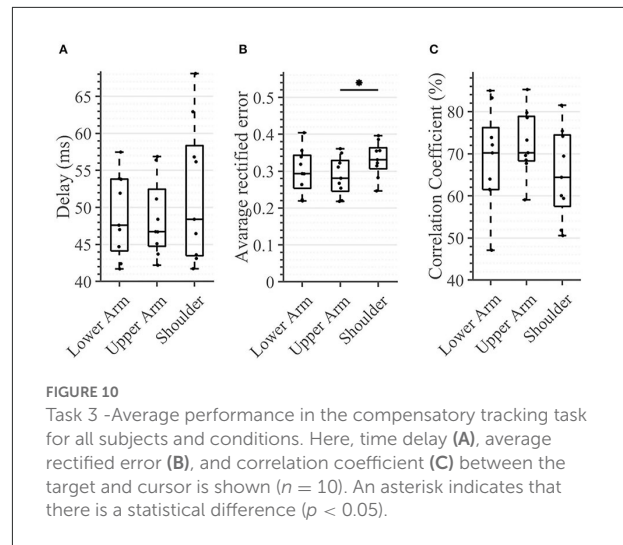 A
B
C
Delay (ms)
65
60
55
50
45
40
Lower Arm
Upper Arm
Shoulder
Avarage rectified error
0.5
0.4
0.3
0.2
0.1
0
*
Lower Arm
Upper Arm
Shoulder
Correlation Coefficient (%)
80
70
60
50
40
Lower Arm
Upper Arm
Shoulder
FIGURE 10
Task 3 -Average performance in the compensatory tracking task
for all subjects and conditions. Here, time delay (A), average
rectified error (B), and correlation coefficient (C) between the
target and cursor is shown (n = 10). An asterisk indicates that
there is a statistical difference (p < 0.05).